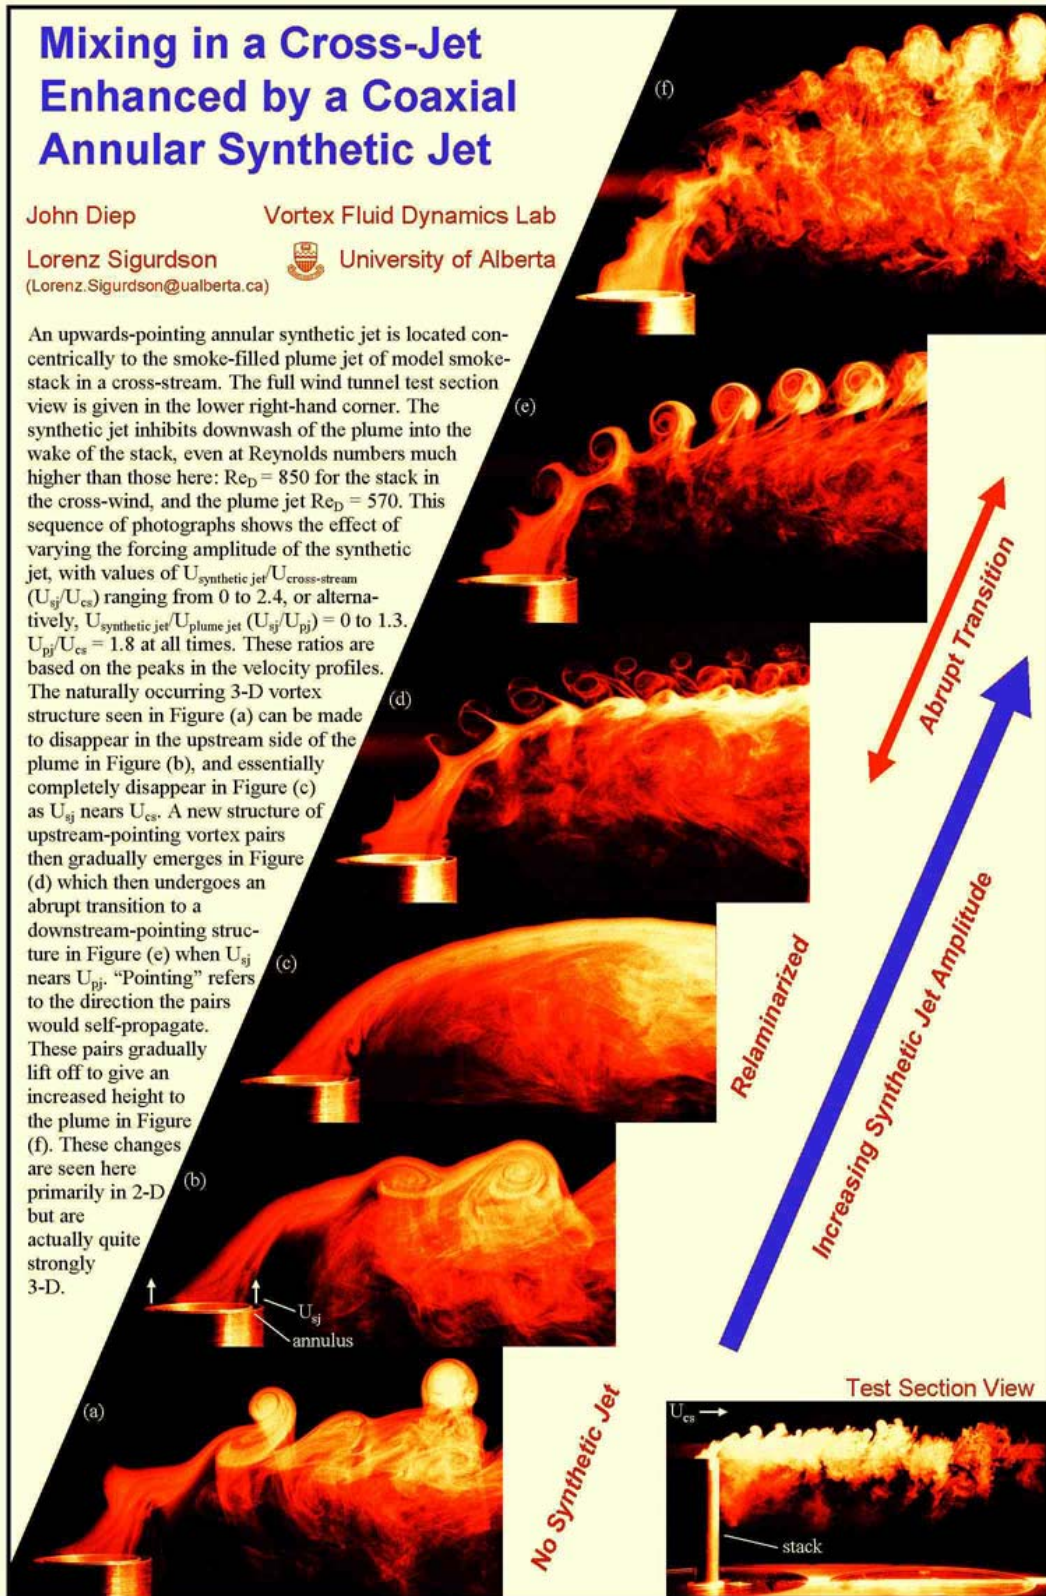 Mixing in a Cross-Jet
Enhanced by a Coaxial
Annular Synthetic Jet
John Diep
Vortex Fluid Dynamics Lab
Lorenz Sigurdson
University of Alberta
(Lorenz.Sigurdson@ualberta.ca)
An upwards-pointing annular synthetic jet is located con-
centrically to the smoke-filled plume jet of model smoke-
stack in a cross-stream. The full wind tunnel test section
view is given in the lower right-hand corner. The
synthetic jet inhibits downwash of the plume into the
wake of the stack, even at Reynolds numbers much
higher than those here: Re_D = 850 for the stack in
the cross-wind, and the plume jet Re_D = 570. This
sequence of photographs shows the effect of
varying the forcing amplitude of the synthetic
jet, with values of U_synthetic jet/U_cross-stream
(U_sj/U_cs) ranging from 0 to 2.4, or alterna-
tively, U_synthetic jet/U_plume jet (U_sj/U_pj) = 0 to 1.3.
U_pj/U_cs = 1.8 at all times. These ratios are
based on the peaks in the velocity profiles.
The naturally occurring 3-D vortex
structure seen in Figure (a) can be made
to disappear in the upstream side of the
plume in Figure (b), and essentially
completely disappear in Figure (c)
as U_sj nears U_cs. A new structure of
upstream-pointing vortex pairs
then gradually emerges in Figure
(d) which then undergoes an
abrupt transition to a
downstream-pointing struc-
ture in Figure (e) when U_sj
nears U_pj. “Pointing” refers
to the direction the pairs
would self-propagate.
These pairs gradually
lift off to give an
increased height to
the plume in Figure
(f). These changes
are seen here
primarily in 2-D
but are
actually quite
strongly
3-D.
(f)
(e)
(d)
(c)
(b)
U_sj
annulus
(a)
Abrupt Transition
Increasing Synthetic Jet Amplitude
Relaminarized
No Synthetic Jet
Test Section View
U_cs
stack